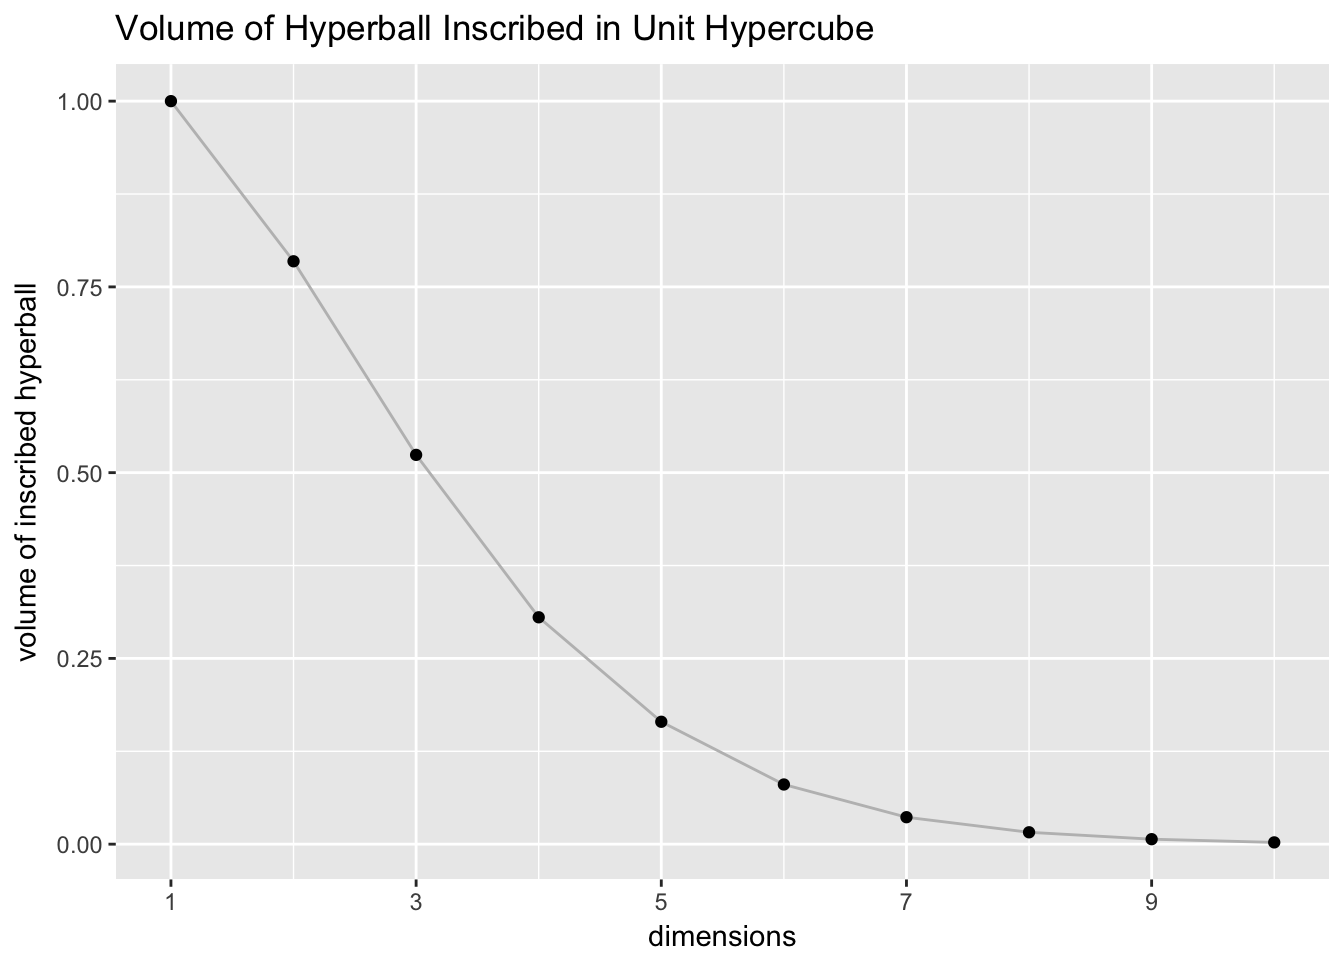 Volume of Hyperball Inscribed in Unit Hypercube
volume of inscribed hyperball
1.00
0.75
0.50
0.25
0.00
1 3 5 7 9
dimensions